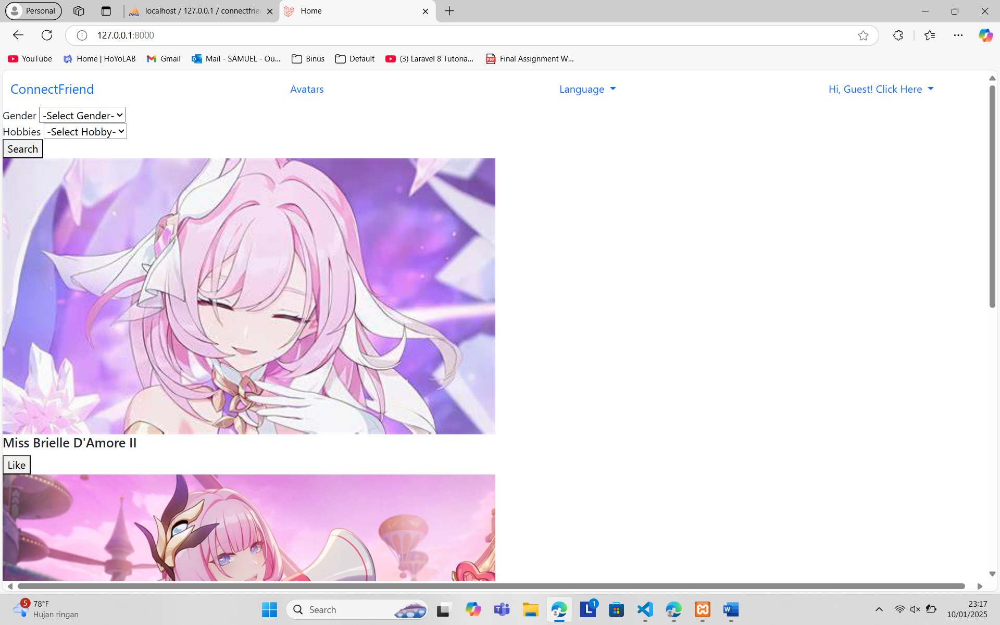 Personal
PMA
localhost / 127.0.0.1 / connectfrie
Home
127.0.0.1:8000
YouTube
Home | HoYoLAB
Gmail
Mail - SAMUEL - Ou...
Binus
Default
(3) Laravel 8 Tutoria...
PDF
Final Assignment W...
ConnectFriend
Avatars
Language
Hi, Guest! Click Here
Gender
-Select Gender-
Hobbies
-Select Hobby-
Search
Miss Brielle D'Amore II
Like
5
78°F
Hujan ringan
Search
L
1
W
23:17
10/01/2025